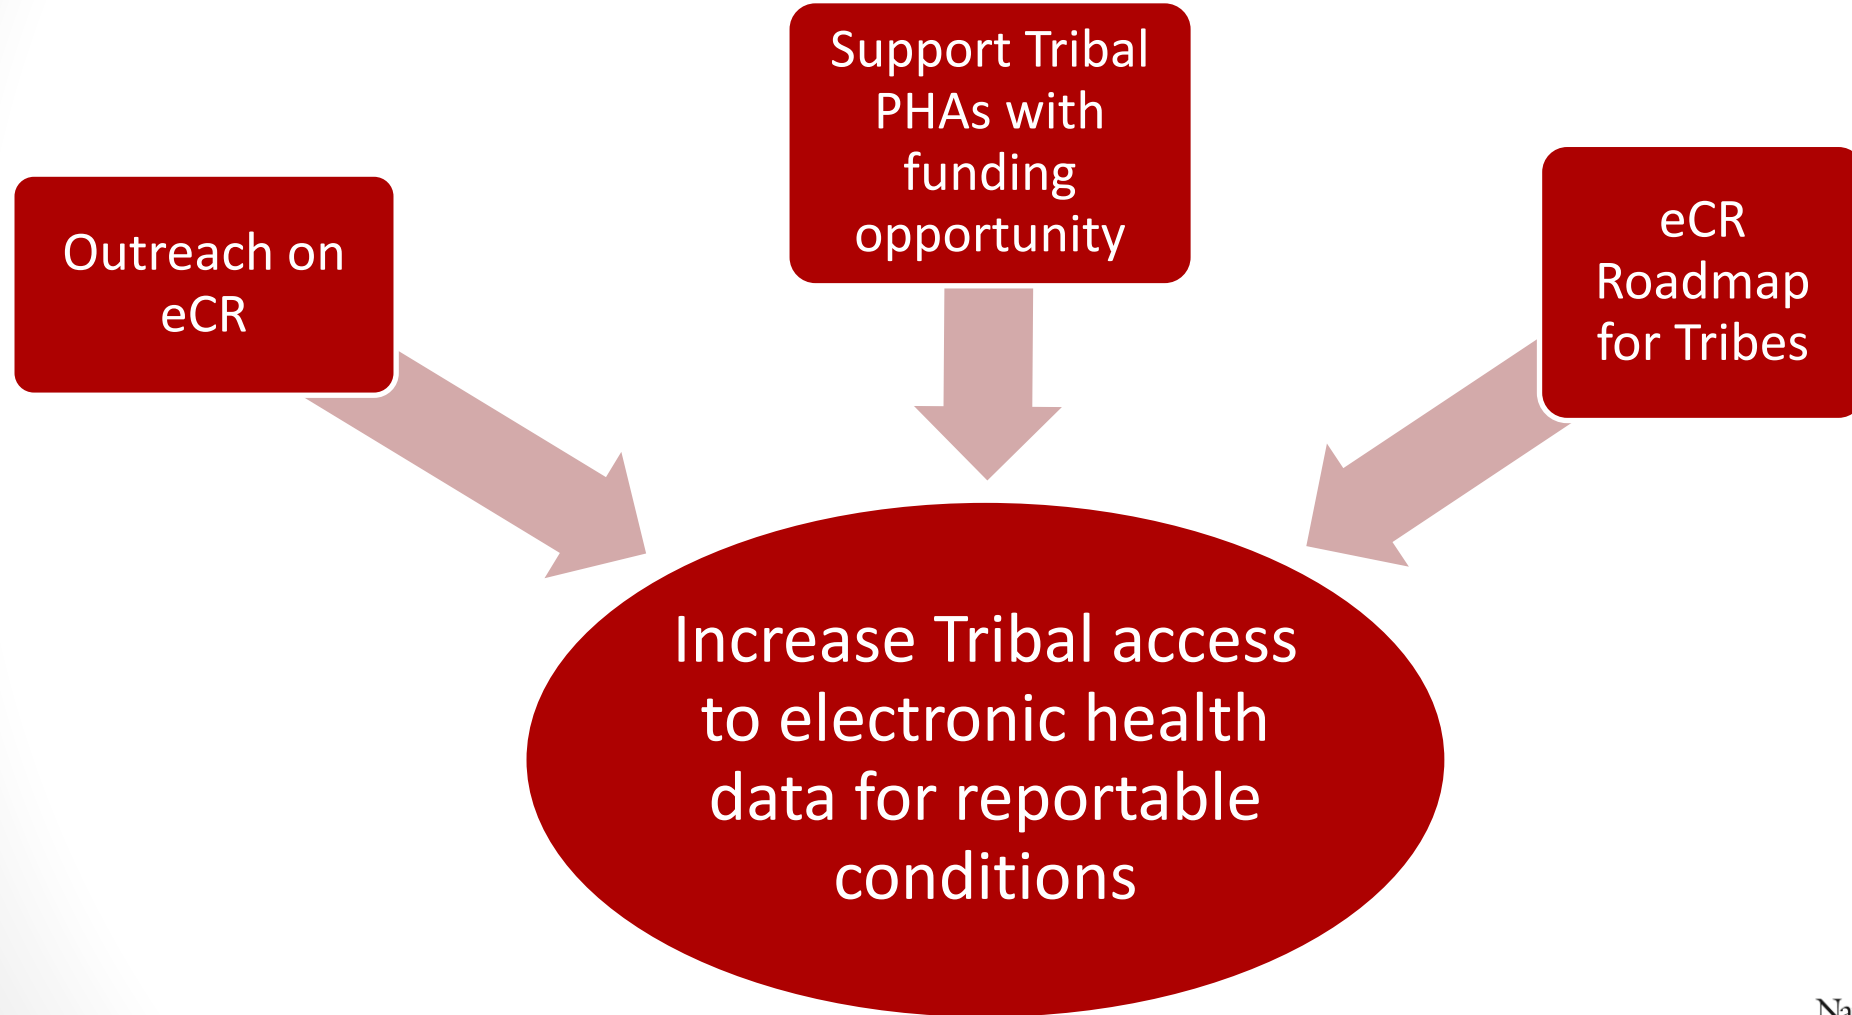 Support Tribal
PHAs with
funding
opportunity
Outreach on
eCR
eCR
Roadmap
for Tribes
Increase Tribal access
to electronic health
data for reportable
conditions